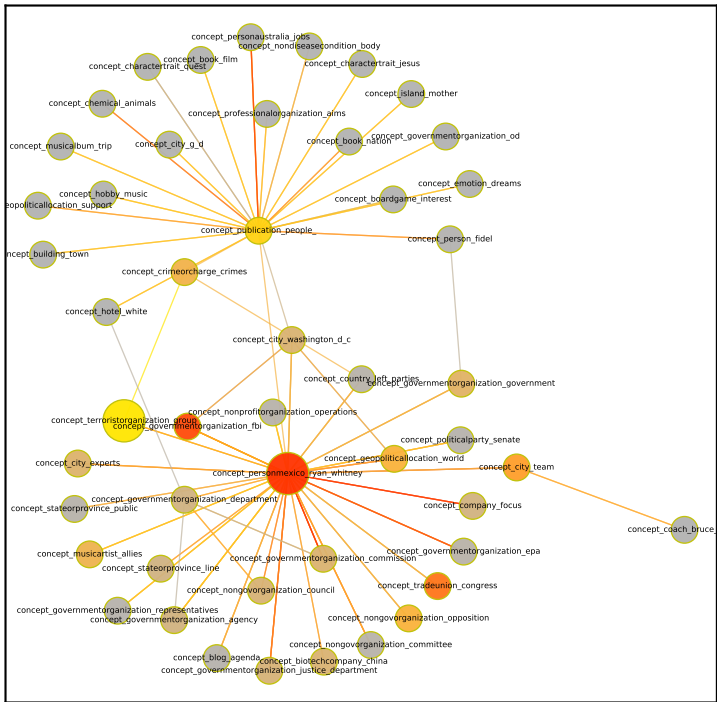 concept_personaustralia_jobs
concept_nondiseasecondition_body
concept_book_film
concept_charactertrait_quest
concept_charactertrait_jesus
concept_island_mother
concept_chemical_animals
concept_professionalorganization_aims
concept_governmentorganization_od
concept_book_nation
concept_city_g_d
concept_musicalbum_trip
concept_emotion_dreams
concept_hobby_music
concept_boardgame_interest
eopoliticallocation_support
concept_publication_people_
concept_person_fidel
ncept_building_town
concept_crimeorcharge_crimes
concept_hotel_white
concept_city_washington_d_c
concept_country_left_parties
concept_governmentorganization_government
concept_nonprofitorganization_operations
concept_terroristorganization_group
concept_governmentorganization_fbi
concept_politicalparty_senate
concept_geopoliticallocation_world
concept_city_experts
concept_city_team
concept_personmexico_ryan_whitney
concept_governmentorganization_department
concept_company_focus
concept_stateorprovince_public
concept_coach_bruce_
concept_governmentorganization_epa
concept_musicartist_allies
concept_governmentorganization_commission
concept_stateorprovince_line
concept_tradeunion_congress
concept_nongovorganization_council
concept_governmentorganization_representatives
concept_nongovorganization_opposition
concept_governmentorganization_agency
concept_nongovorganization_committee
concept_blog_agenda
concept_biotechcompany_china
concept_governmentorganization_justice_department